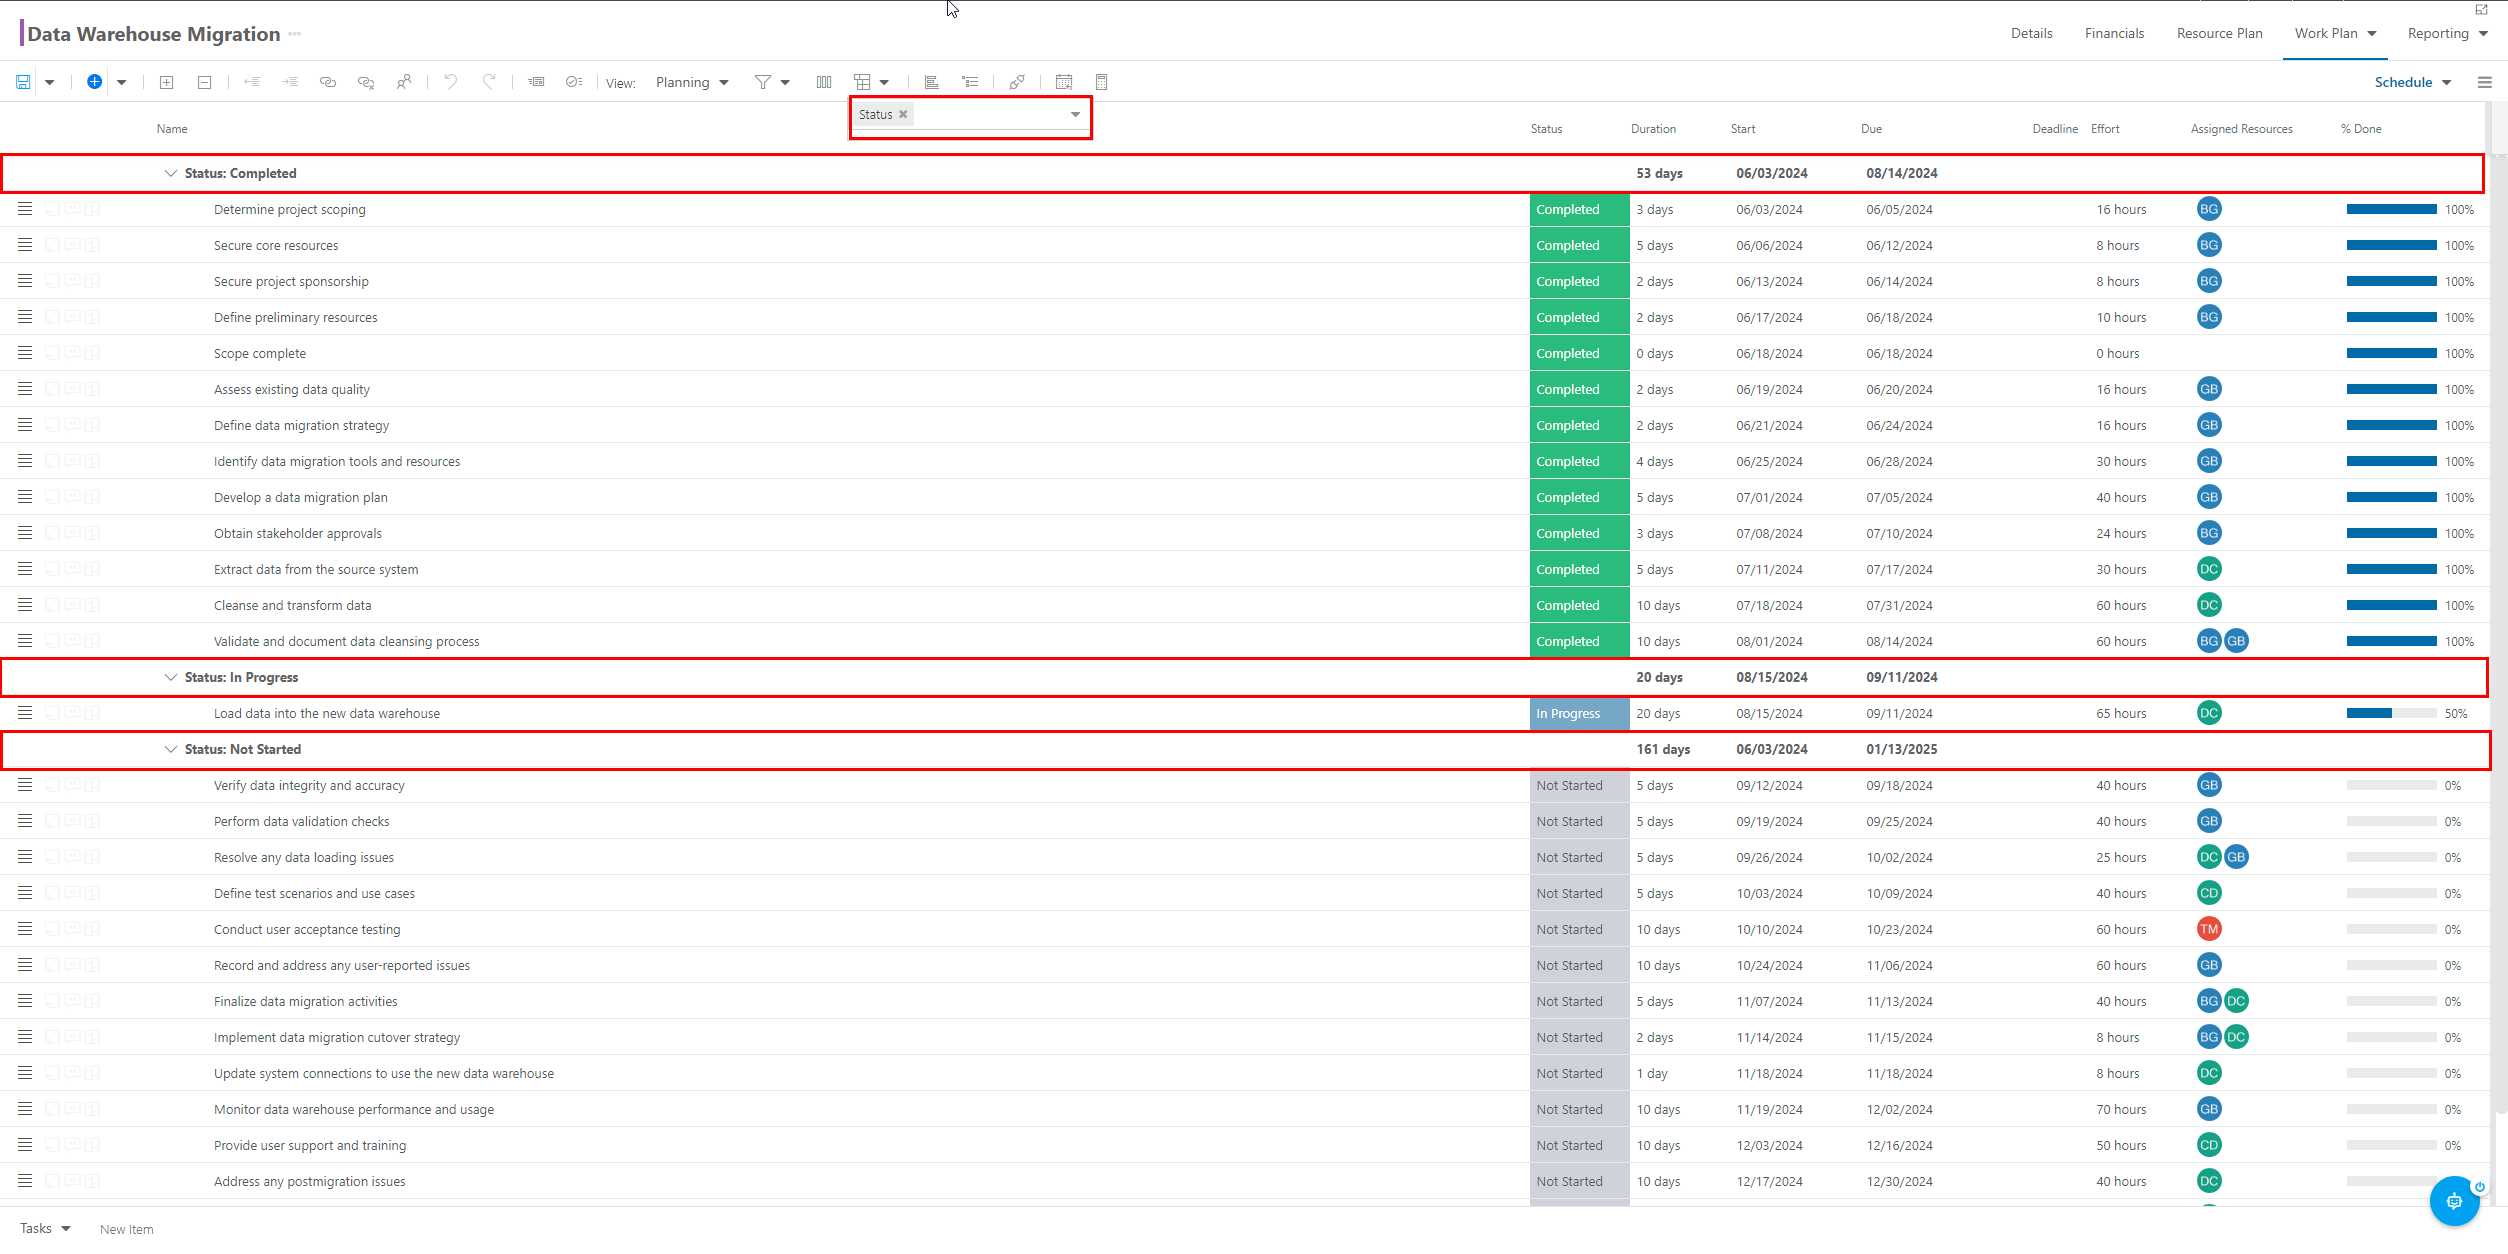 Data Warehouse Migration
Details Financials Resource Plan Work Plan Reporting
View: Planning Schedule
Status
Name Status Duration Start Due Deadline Effort Assigned Resources % Done
Status: Completed 53 days 06/03/2024 08/14/2024
Determine project scoping Completed 3 days 06/03/2024 06/05/2024 16 hours BG 100%
Secure core resources Completed 5 days 06/06/2024 06/12/2024 8 hours BG 100%
Secure project sponsorship Completed 2 days 06/13/2024 06/14/2024 8 hours BG 100%
Define preliminary resources Completed 2 days 06/17/2024 06/18/2024 10 hours BG 100%
Scope complete Completed 0 days 06/18/2024 06/18/2024 0 hours 100%
Assess existing data quality Completed 2 days 06/19/2024 06/20/2024 16 hours GB 100%
Define data migration strategy Completed 2 days 06/21/2024 06/24/2024 16 hours GB 100%
Identify data migration tools and resources Completed 4 days 06/25/2024 06/28/2024 30 hours GB 100%
Develop a data migration plan Completed 5 days 07/01/2024 07/05/2024 40 hours GB 100%
Obtain stakeholder approvals Completed 3 days 07/08/2024 07/10/2024 24 hours BG 100%
Extract data from the source system Completed 5 days 07/11/2024 07/17/2024 30 hours DC 100%
Cleanse and transform data Completed 10 days 07/18/2024 07/31/2024 60 hours DC 100%
Validate and document data cleansing process Completed 10 days 08/01/2024 08/14/2024 60 hours BG GB 100%
Status: In Progress 20 days 08/15/2024 09/11/2024
Load data into the new data warehouse In Progress 20 days 08/15/2024 09/11/2024 65 hours DC 50%
Status: Not Started 161 days 06/03/2024 01/13/2025
Verify data integrity and accuracy Not Started 5 days 09/12/2024 09/18/2024 40 hours GB 0%
Perform data validation checks Not Started 5 days 09/19/2024 09/25/2024 40 hours GB 0%
Resolve any data loading issues Not Started 5 days 09/26/2024 10/02/2024 25 hours DC GB 0%
Define test scenarios and use cases Not Started 5 days 10/03/2024 10/09/2024 40 hours CD 0%
Conduct user acceptance testing Not Started 10 days 10/10/2024 10/23/2024 60 hours TM 0%
Record and address any user-reported issues Not Started 10 days 10/24/2024 11/06/2024 60 hours GB 0%
Finalize data migration activities Not Started 5 days 11/07/2024 11/13/2024 40 hours BG DC 0%
Implement data migration cutover strategy Not Started 2 days 11/14/2024 11/15/2024 8 hours BG DC 0%
Update system connections to use the new data warehouse Not Started 1 day 11/18/2024 11/18/2024 8 hours DC 0%
Monitor data warehouse performance and usage Not Started 10 days 11/19/2024 12/02/2024 70 hours GB 0%
Provide user support and training Not Started 10 days 12/03/2024 12/16/2024 50 hours CD 0%
Address any postmigration issues Not Started 10 days 12/17/2024 12/30/2024 40 hours DC
Tasks New Item